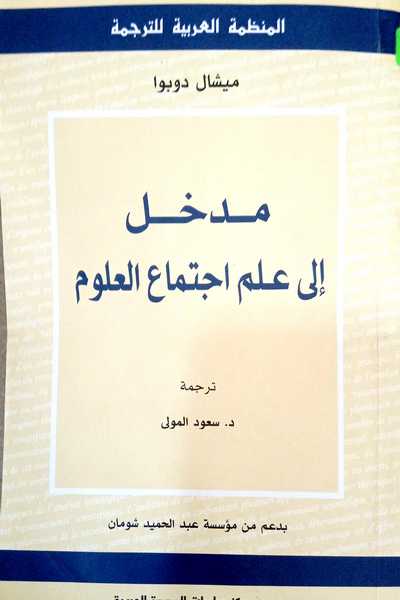 المنظمة العربية للترجمة
ميشال دوبوا
مدخل
إلى علم اجتماع العلوم
ترجمة
د. سعود المولى
بدعم من مؤسسة عبد الحميد شومان